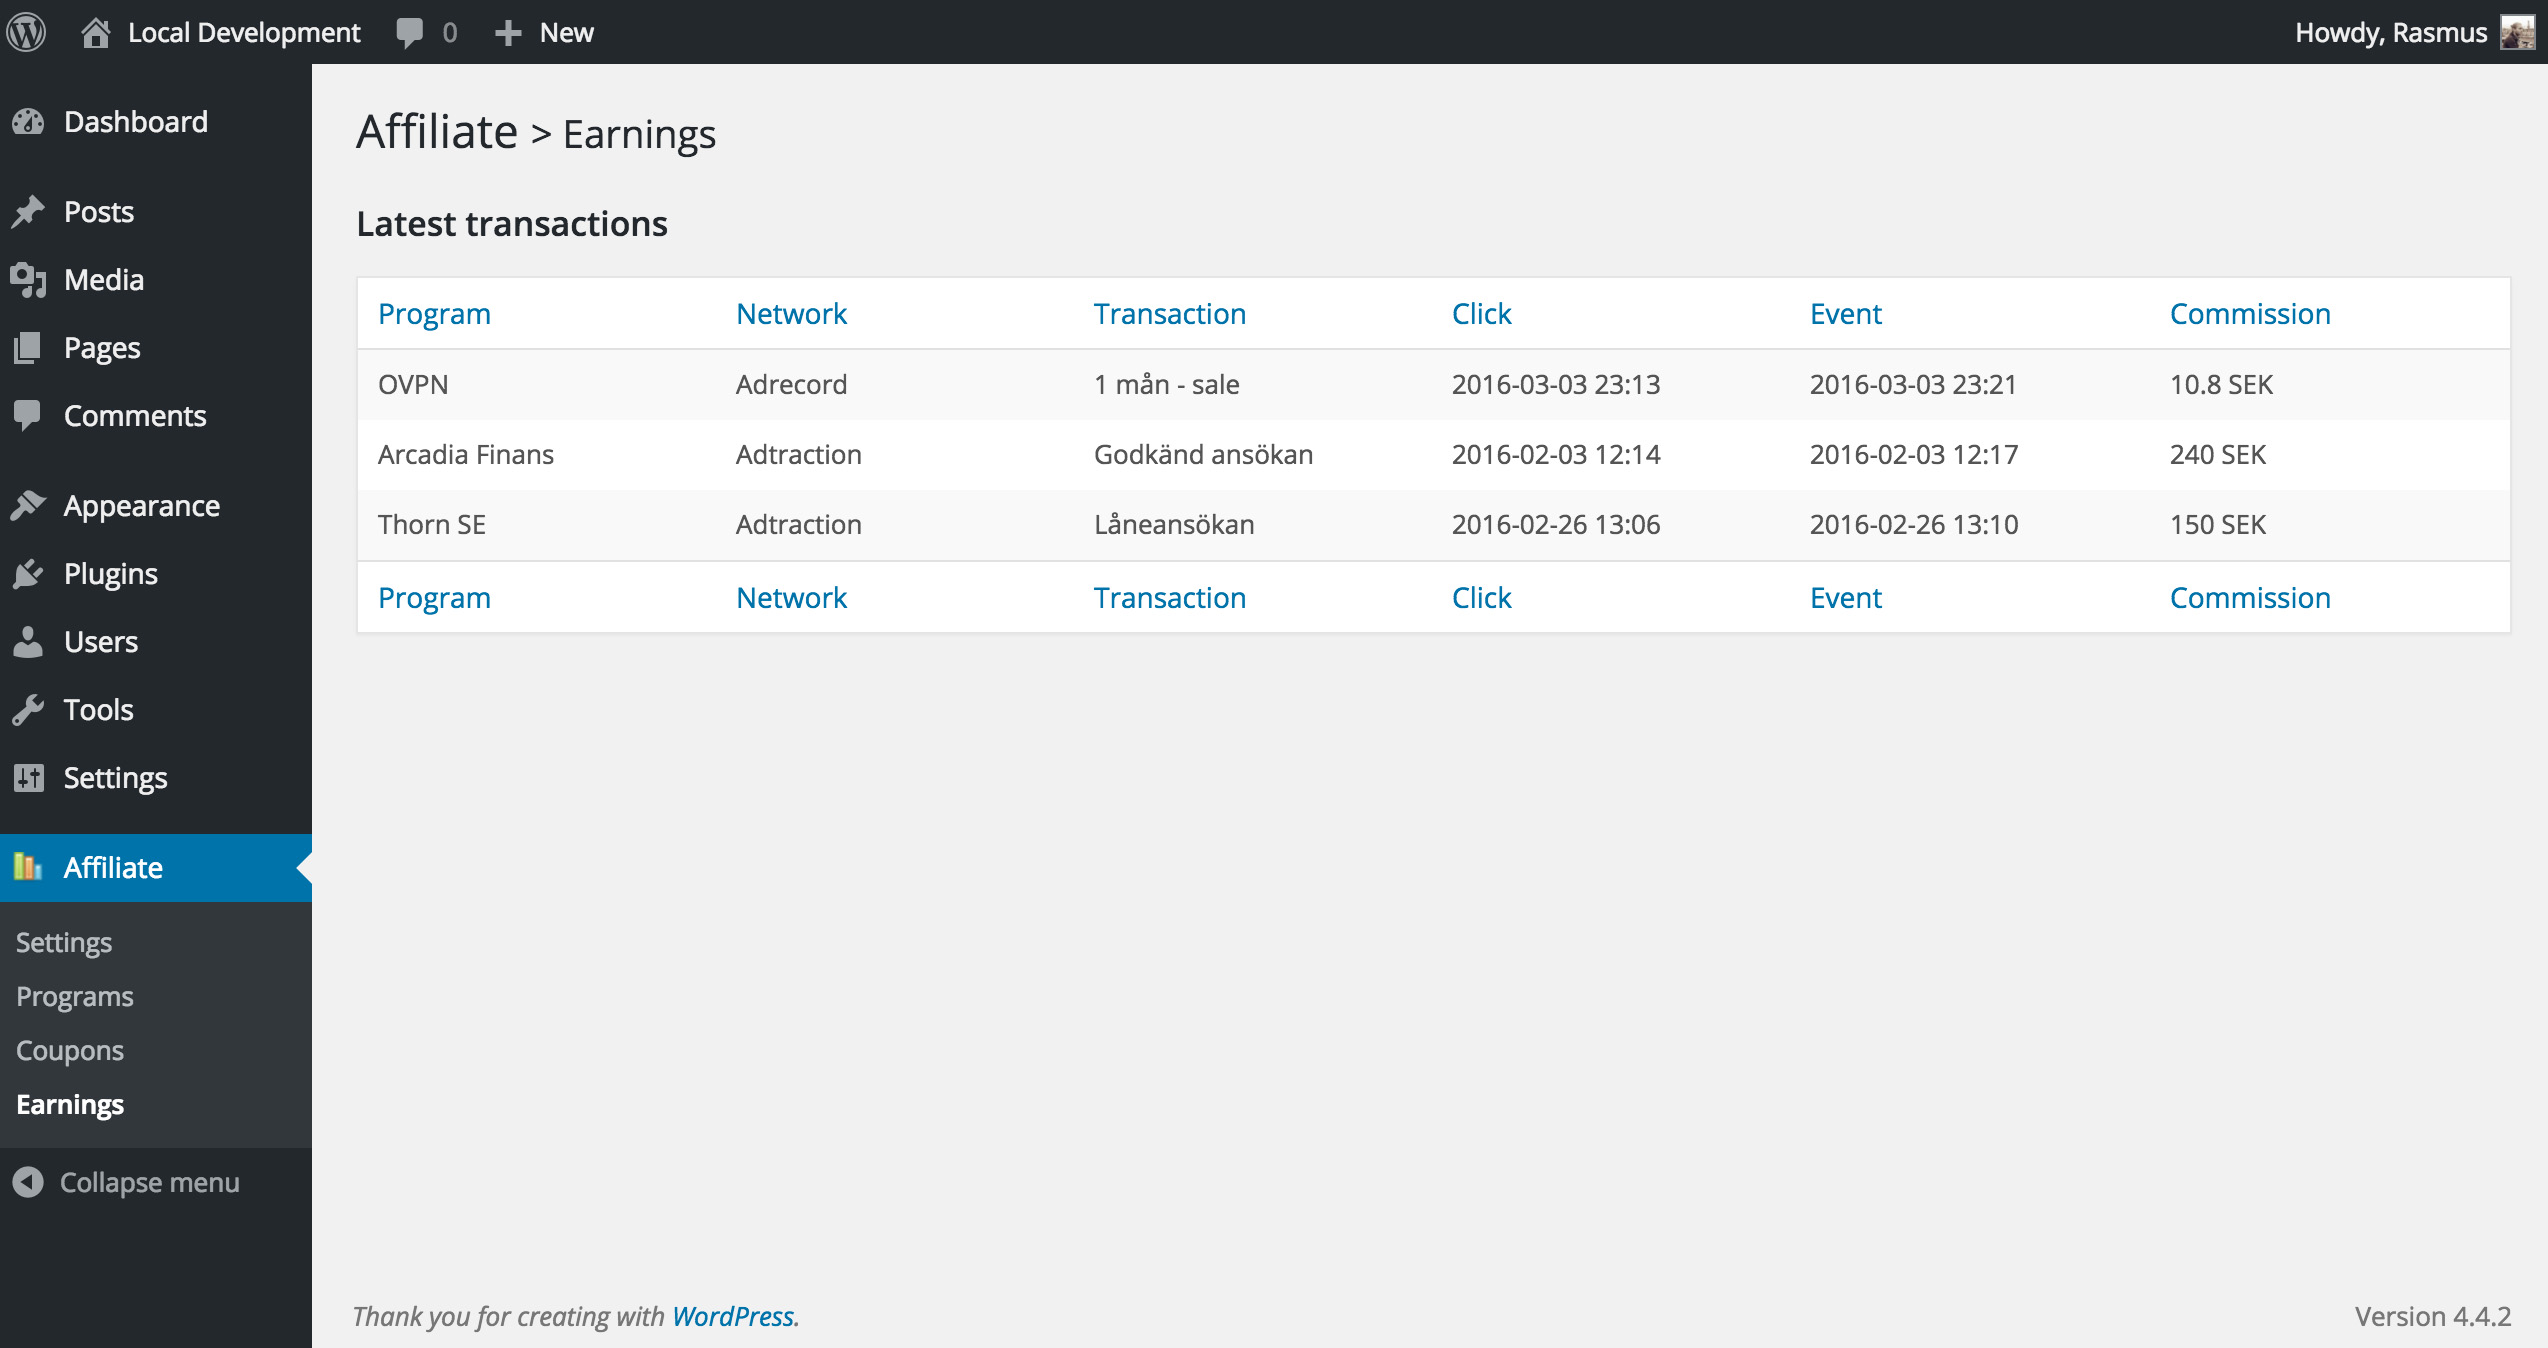 Local Development 0 New Howdy, Rasmus
Dashboard
Posts
Media
Pages
Comments
Appearance
Plugins
Users
Tools
Settings
Affiliate
Settings
Programs
Coupons
Earnings
Collapse menu
Affiliate > Earnings
Latest transactions
Program Network Transaction Click Event Commission
OVPN Adrecord 1 mån - sale 2016-03-03 23:13 2016-03-03 23:21 10.8 SEK
Arcadia Finans Adtraction Godkänd ansökan 2016-02-03 12:14 2016-02-03 12:17 240 SEK
Thorn SE Adtraction Låneansökan 2016-02-26 13:06 2016-02-26 13:10 150 SEK
Program Network Transaction Click Event Commission
Thank you for creating with WordPress. Version 4.4.2